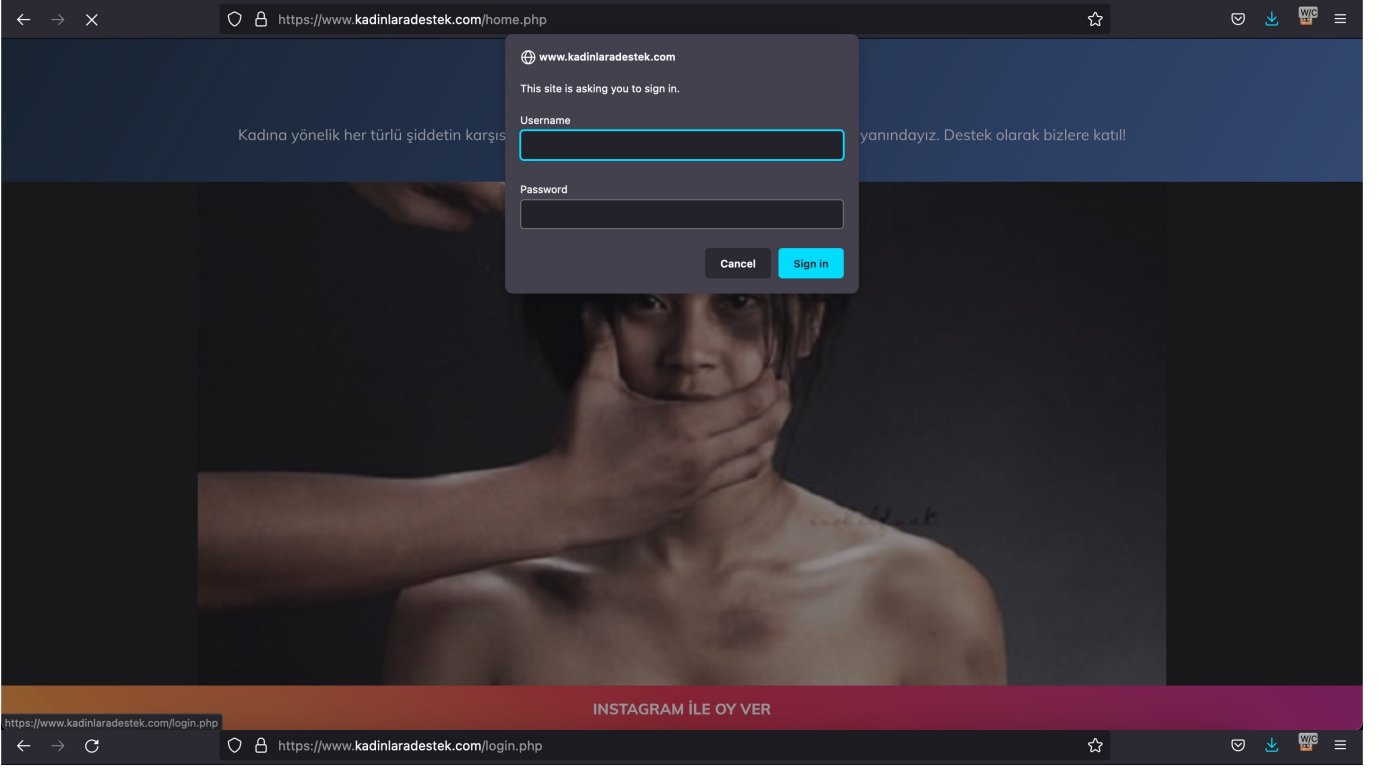 https://www.kadinlaradestek.com/home.php
W/C
www.kadinlaradestek.com
This site is asking you to sign in.
Username
Kadına yönelik her türlü şiddetin karşıs yanındayız. Destek olarak bizlere katıl!
Password
Cancel Sign in
INSTAGRAM İLE OY VER
https://www.kadinlaradestek.com/login.php
https://www.kadinlaradestek.com/login.php
W/C